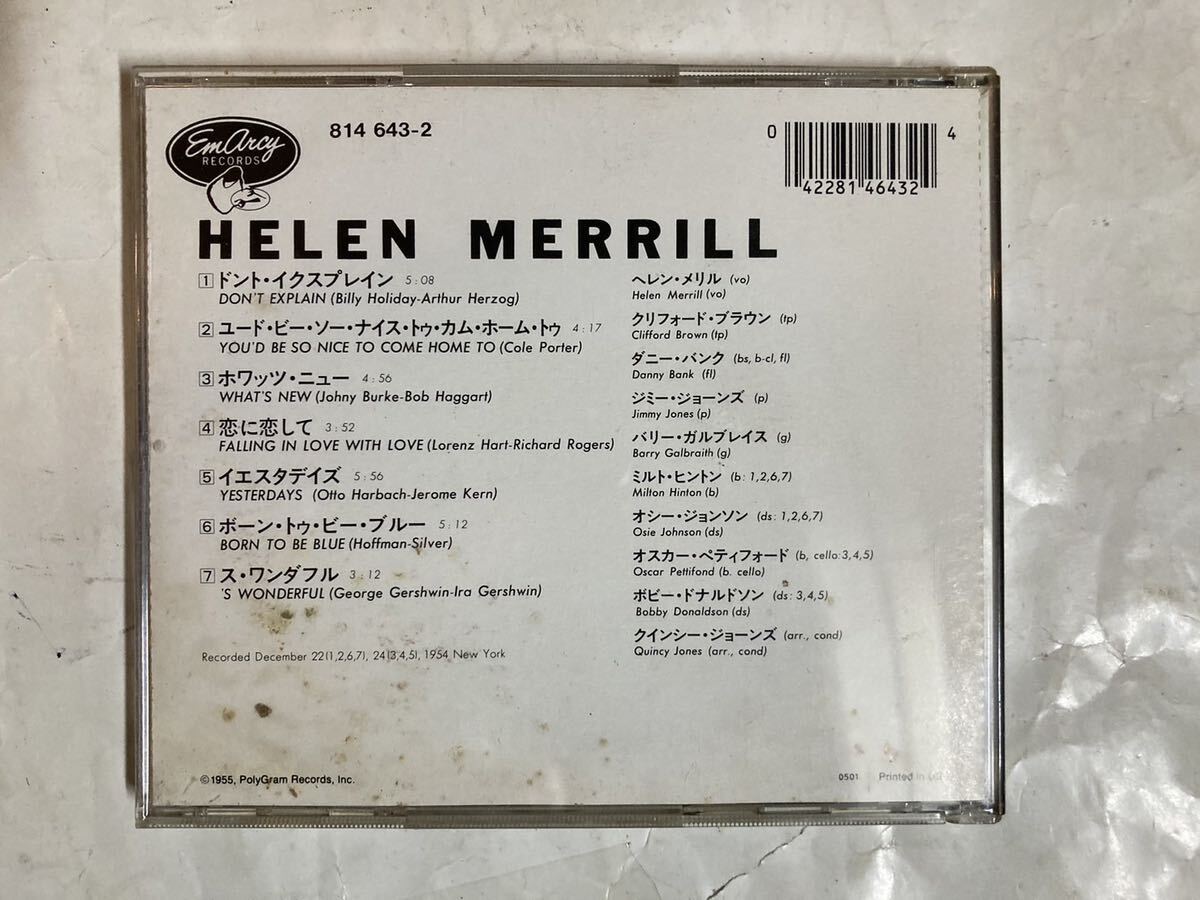 EmArcy
RECORDS
814 643-2
0 42281 46432 4
HELEN MERRILL
1 ドント・イクスプレイン 5:08
DON'T EXPLAIN (Billy Holiday-Arthur Herzog)
2 ユード・ビー・ソー・ナイス・トゥ・カム・ホーム・トゥ 4:17
YOU'D BE SO NICE TO COME HOME TO (Cole Porter)
3 ホワッツ・ニュー 4:56
WHAT'S NEW (Johny Burke-Bob Haggart)
4 恋に恋して 3:52
FALLING IN LOVE WITH LOVE (Lorenz Hart-Richard Rogers)
5 イエスタデイズ 5:56
YESTERDAYS (Otto Harbach-Jerome Kern)
6 ボーン・トゥ・ビー・ブルー 5:12
BORN TO BE BLUE (Hoffman-Silver)
7 ス・ワンダフル 3:12
'S WONDERFUL (George Gershwin-Ira Gershwin)
Recorded December 22(1,2,6,7), 24(3,4,5), 1954 New York
ヘレン・メリル (vo)
Helen Merrill (vo)
クリフォード・ブラウン (tp)
Clifford Brown (tp)
ダニー・バンク (bs, b-cl, fl)
Danny Bank (fl)
ジミー・ジョーンズ (p)
Jimmy Jones (p)
バリー・ガルブレイス (g)
Barry Galbraith (g)
ミルト・ヒントン (b: 1,2,6,7)
Milton Hinton (b)
オシー・ジョンソン (ds: 1,2,6,7)
Osie Johnson (ds)
オスカー・ペティフォード (b, cello:3,4,5)
Oscar Pettifond (b. cello)
ボビー・ドナルドソン (ds: 3,4,5)
Bobby Donaldson (ds)
クインシー・ジョーンズ (arr., cond)
Quincy Jones (arr., cond)
©1955, PolyGram Records, Inc.
0501 Printed in